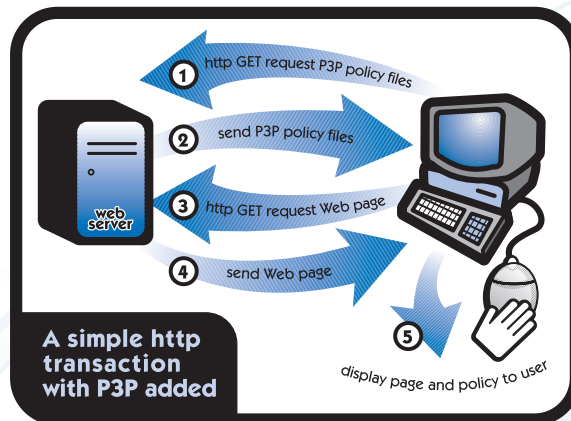 1 http GET request P3P policy files
2 send P3P policy files
web
server
3 http GET request Web page
4 send Web page
5
display page and policy to user
A simple http
transaction
with P3P added